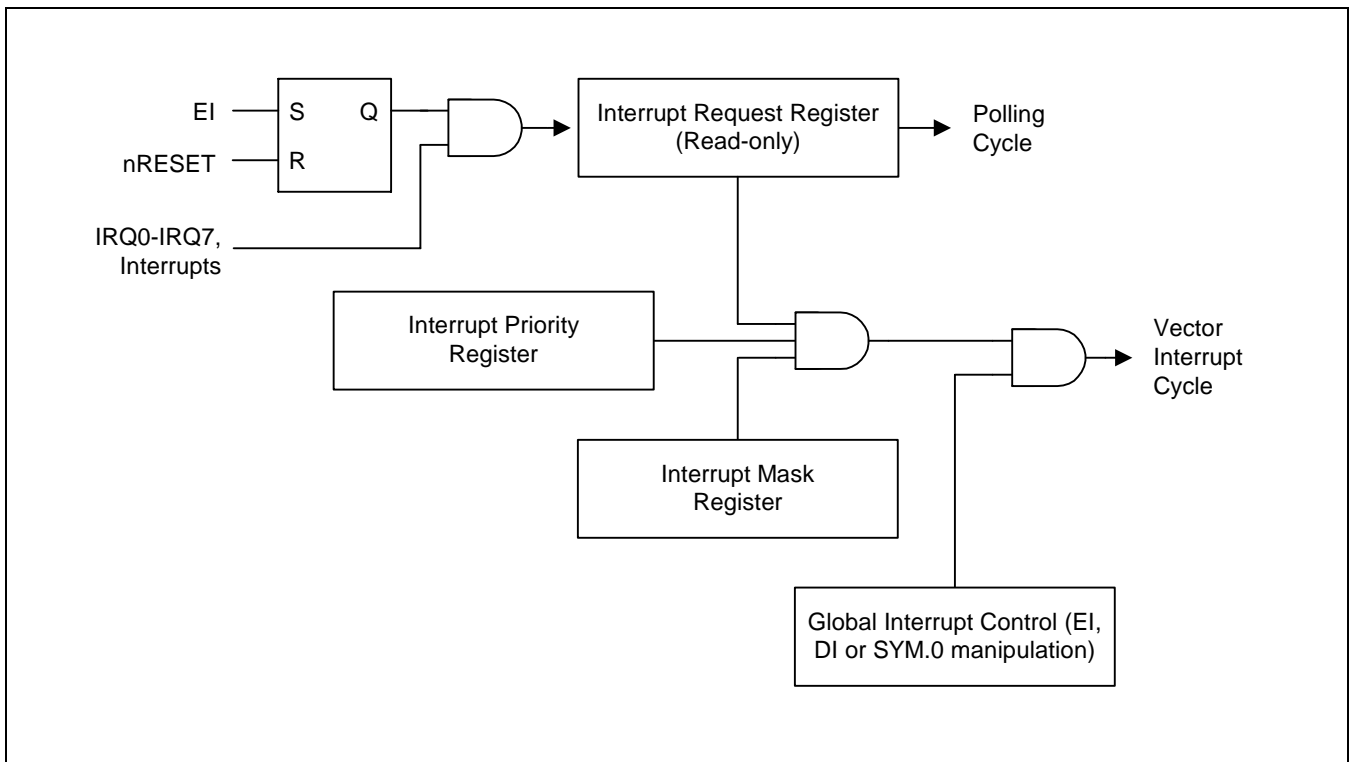 EI
S
Q
nRESET
R
IRQ0-IRQ7,
Interrupts
Interrupt Request Register
(Read-only)
Polling
Cycle
Interrupt Priority
Register
Vector
Interrupt
Cycle
Interrupt Mask
Register
Global Interrupt Control (EI,
DI or SYM.0 manipulation)